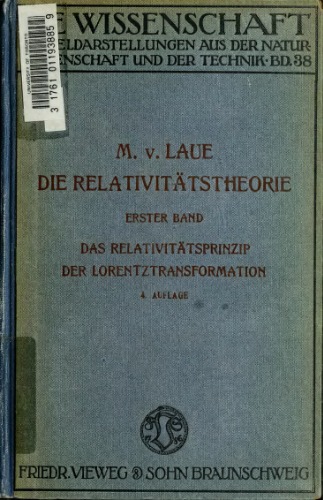 E WISSENSCHAFT
ELDARSTELLUNGEN AUS DER NATUR-
ENSCHAFT UND DER TECHNIK · BD. 38
3 1761 01193885 9
M. v. LAUE
DIE RELATIVITÄTSTHEORIE
ERSTER BAND
DAS RELATIVITÄTSPRINZIP
DER LORENTZTRANSFORMATION
4. AUFLAGE
FRIEDR. VIEWEG & SOHN BRAUNSCHWEIG